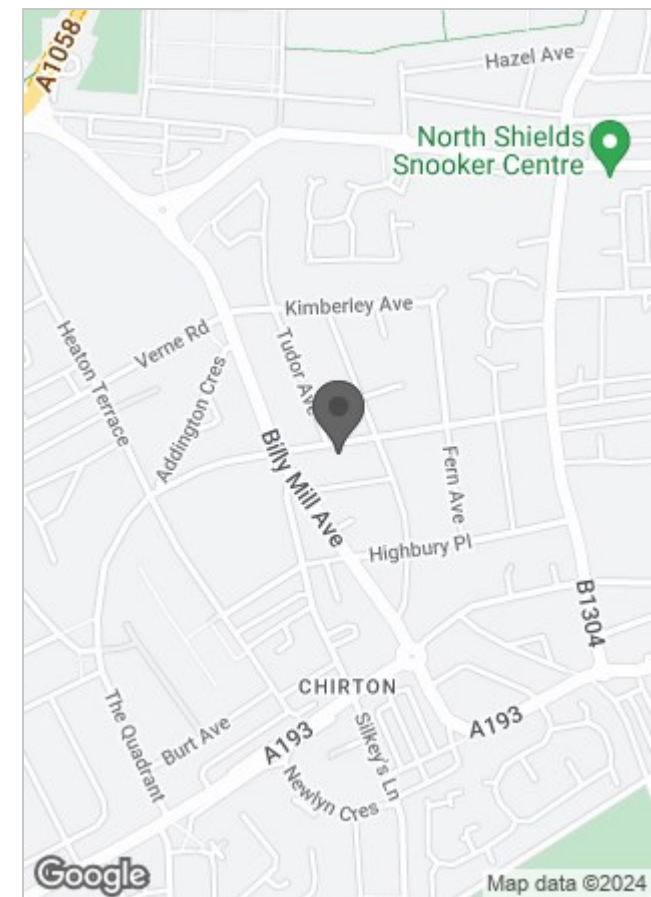 A1058
Hazel Ave
North Shields
Snooker Centre
Kimberley Ave
Verne Rd
Tudor Ave
Heaton Terrace
Addington Cres
Billy Mill Ave
Fern Ave
Highbury Pl
B1304
CHIRTON
The Quadrant
Burt Ave
A193
Silkey's Ln
A193
Newlyn Cres
Google
Map data ©2024